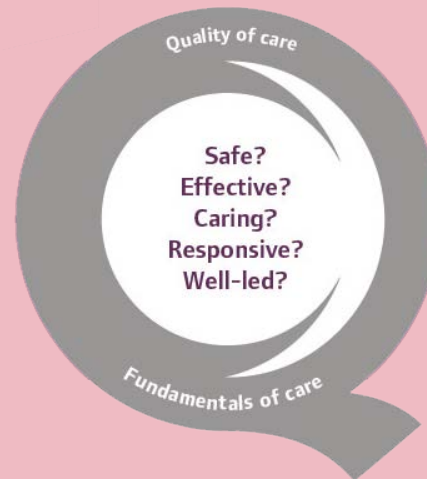 Quality of care
Safe?
Effective?
Caring?
Responsive?
Well-led?
Fundamentals of care